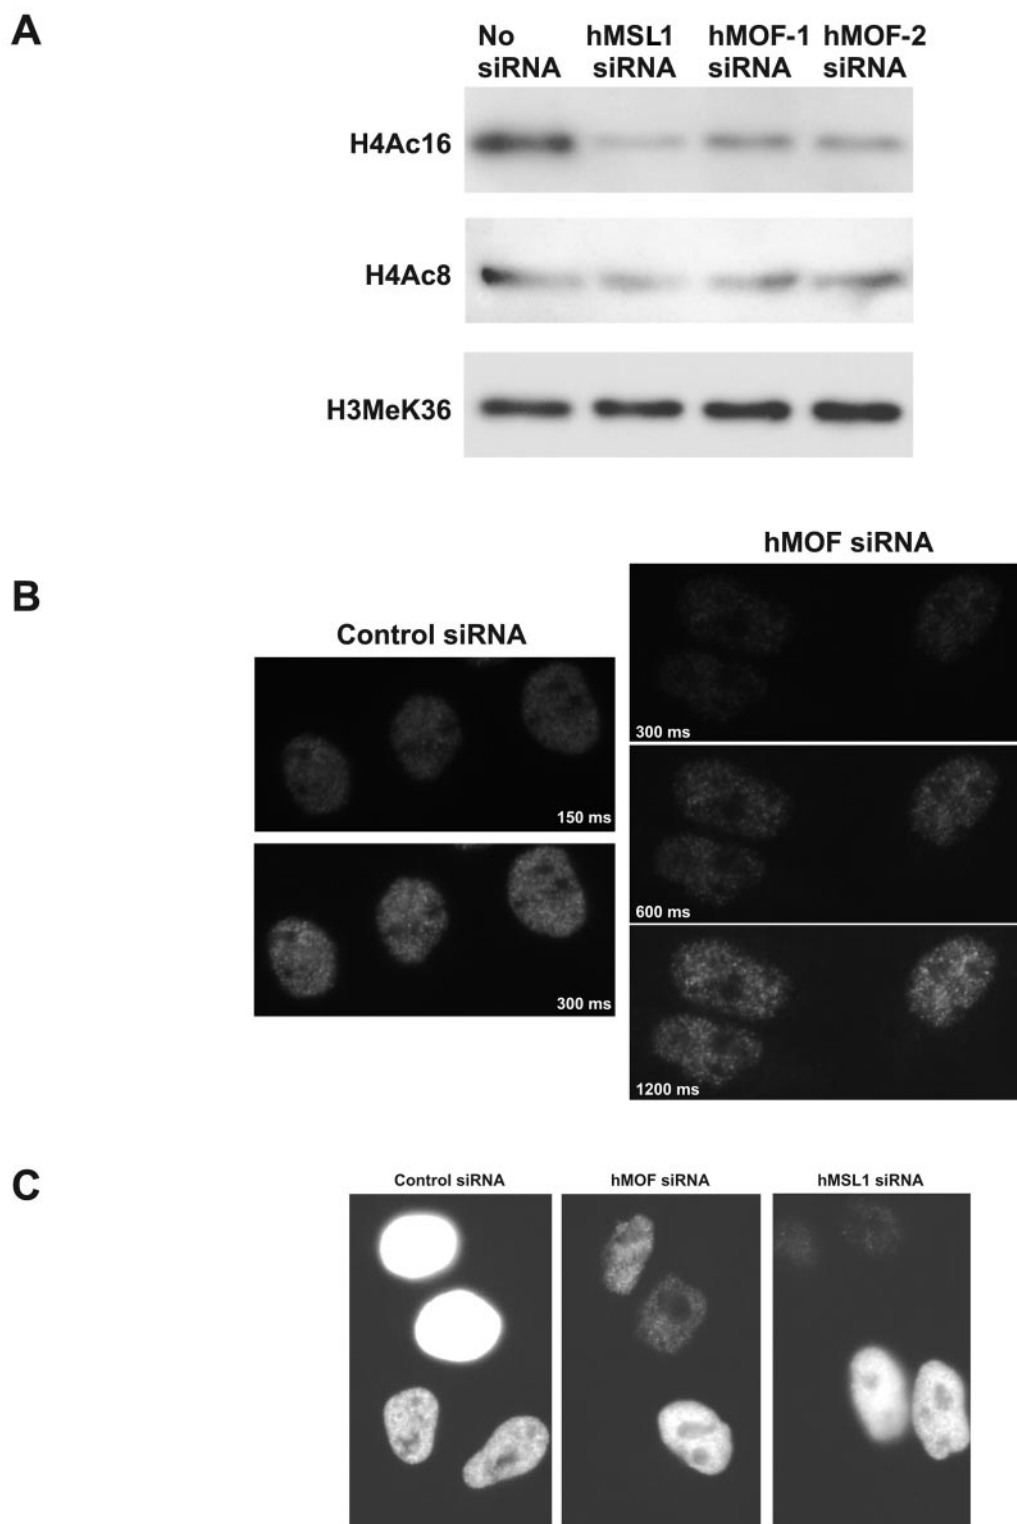 A
No siRNA
hMSL1 siRNA
hMOF-1 siRNA
hMOF-2 siRNA
H4Ac16
H4Ac8
H3MeK36
B
Control siRNA
150 ms
300 ms
hMOF siRNA
300 ms
600 ms
1200 ms
C
Control siRNA
hMOF siRNA
hMSL1 siRNA